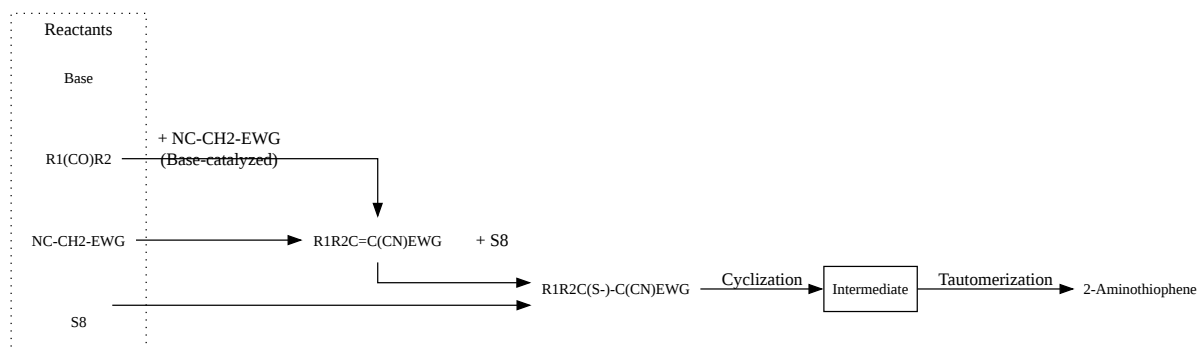 Reactants
Base
+ NC-CH2-EWG
(Base-catalyzed)
R1(CO)R2
NC-CH2-EWG
R1R2C=C(CN)EWG
+ S8
Cyclization
Tautomerization
R1R2C(S-)-C(CN)EWG
Intermediate
2-Aminothiophene
S8